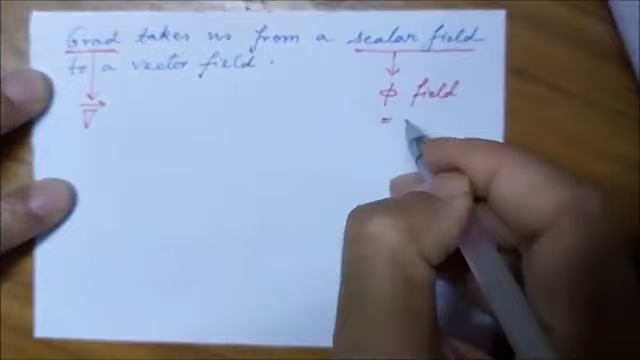 Grad takes us from a scalar field
to a vector field.
∇⃗
φ field
=